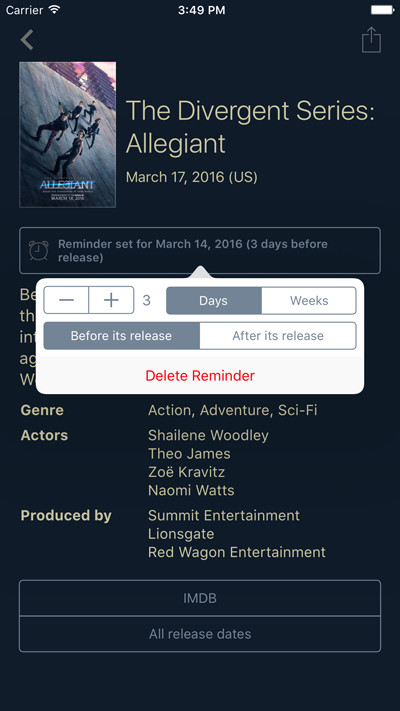 Carrier 3:49 PM
The Divergent Series:
Allegiant
March 17, 2016 (US)
ALLEGIANT
MARCH 18, 2016
Reminder set for March 14, 2016 (3 days before
release)
Be
th
int
ag
W
− + 3 Days Weeks
Before its release After its release
Delete Reminder
Genre Action, Adventure, Sci-Fi
Actors Shailene Woodley
Theo James
Zoë Kravitz
Naomi Watts
Produced by Summit Entertainment
Lionsgate
Red Wagon Entertainment
IMDB
All release dates